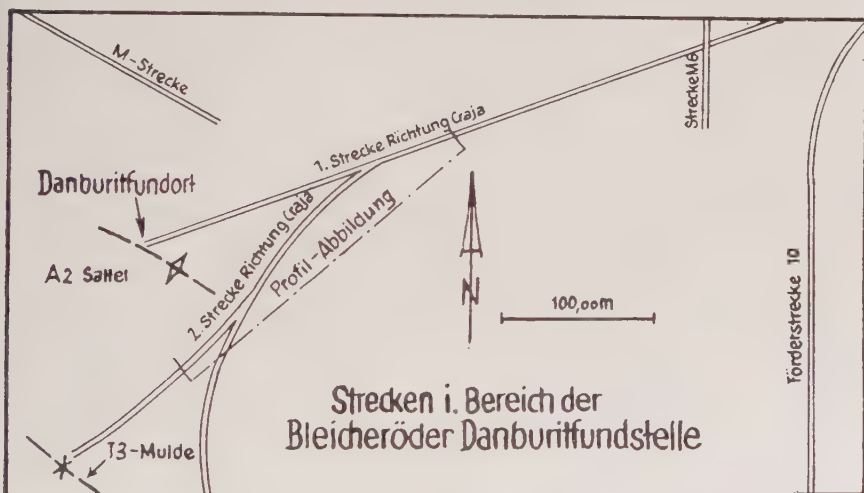 M-Strecke
Strecke M6
1. Strecke Richtung Craja
Danburitfundort
2. Strecke Richtung Craja
Profil-Abbildung
A2 Sattel
N
100,00m
Förderstrecke 10
Strecken i. Bereich der
Bleicheröder Danburitfundstelle
T3-Mulde